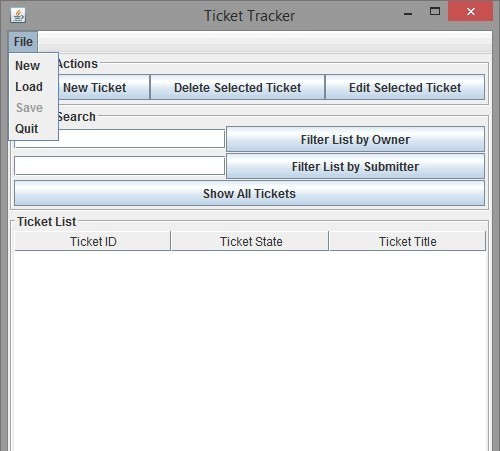 Ticket Tracker
File
New
Load
Save
Quit
Actions
New Ticket Delete Selected Ticket Edit Selected Ticket
Search
Filter List by Owner
Filter List by Submitter
Show All Tickets
Ticket List
Ticket ID Ticket State Ticket Title